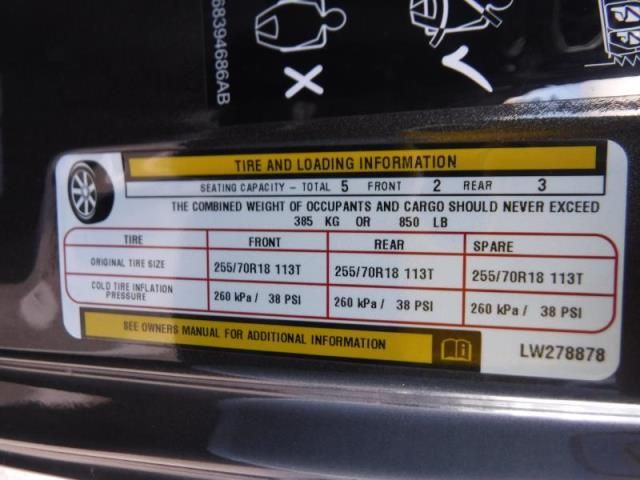 68394686AB
TIRE AND LOADING INFORMATION
SEATING CAPACITY – TOTAL 5 FRONT 2 REAR 3
THE COMBINED WEIGHT OF OCCUPANTS AND CARGO SHOULD NEVER EXCEED
385 KG OR 850 LB
TIRE FRONT REAR SPARE
ORIGINAL TIRE SIZE 255/70R18 113T 255/70R18 113T 255/70R18 113T
COLD TIRE INFLATION
PRESSURE 260 kPa / 38 PSI 260 kPa / 38 PSI 260 kPa / 38 PSI
SEE OWNERS MANUAL FOR ADDITIONAL INFORMATION
LW278878